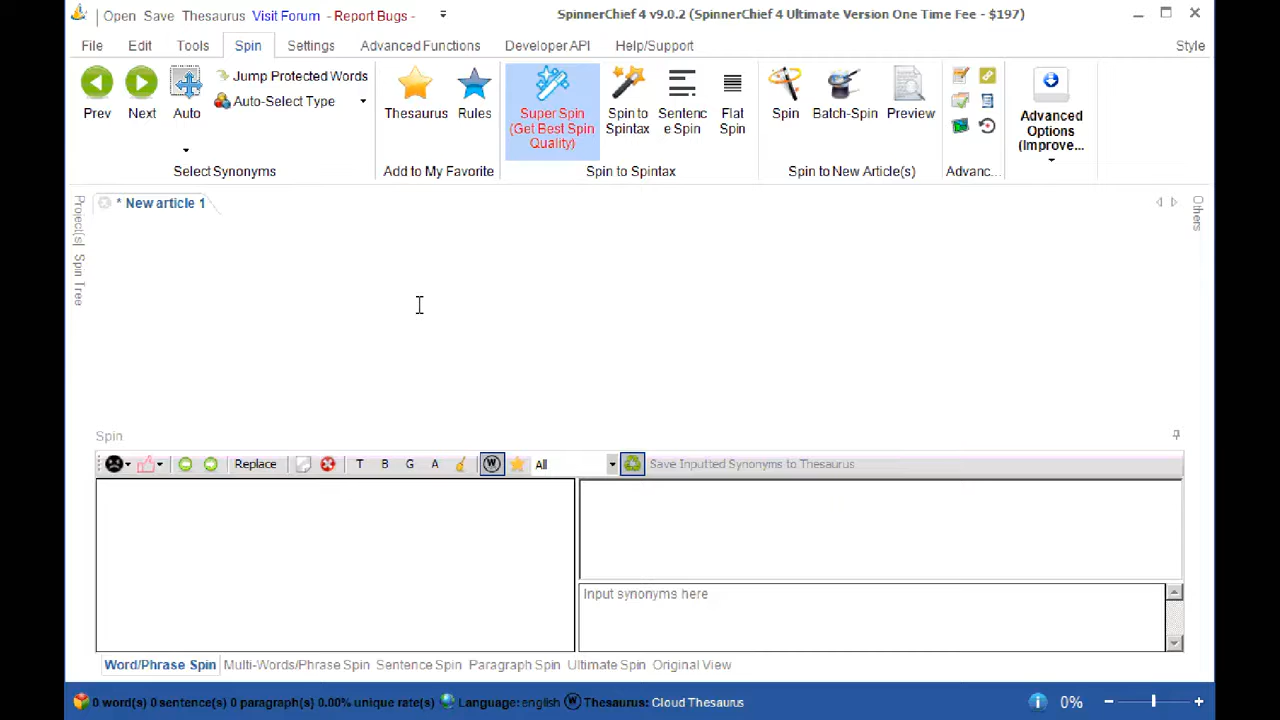 Open Save Thesaurus Visit Forum - Report Bugs -
SpinnerChief 4 v9.0.2 (SpinnerChief 4 Ultimate Version One Time Fee - $197)
File Edit Tools Spin Settings Advanced Functions Developer API Help/Support Style
Prev
Next
Auto
Jump Protected Words
Auto-Select Type
Select Synonyms
Thesaurus
Rules
Add to My Favorite
Super Spin
(Get Best Spin
Quality)
Spin to
Spintax
Sentenc
e Spin
Flat
Spin
Spin to Spintax
Spin
Batch-Spin
Preview
Spin to New Article(s)
Advanc...
Advanced
Options
(Improve...
Project(s)
Spin Tree
* New article 1
Others
Spin
Replace T B G A W All Save Inputted Synonyms to Thesaurus
Input synonyms here
Word/Phrase Spin Multi-Words/Phrase Spin Sentence Spin Paragraph Spin Ultimate Spin Original View
0 word(s) 0 sentence(s) 0 paragraph(s) 0.00% unique rate(s) Language: english W Thesaurus: Cloud Thesaurus 0%